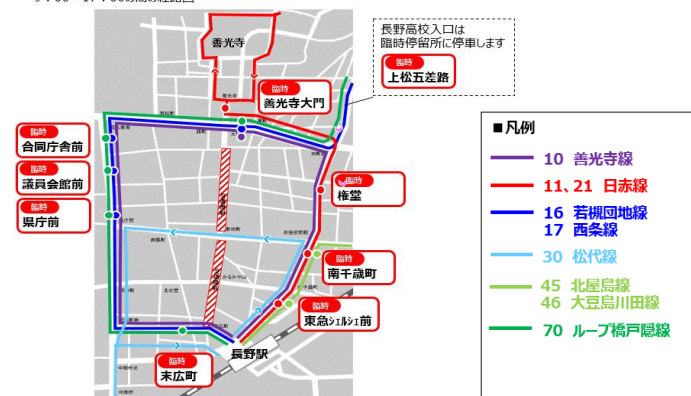 善光寺
長野高校入口は
臨時停留所に停車します
臨時
上松五差路
臨時
善光寺大門
臨時
合同庁舎前
臨時
議員会館前
臨時
県庁前
臨時
権堂
臨時
南千歳町
臨時
東急ｼｪﾙｼｪ前
臨時
末広町
長野駅
■凡例
10 善光寺線
11、21 日赤線
16 若槻団地線
17 西条線
30 松代線
45 北屋島線
46 大豆島川田線
70 ループ橋戸隠線